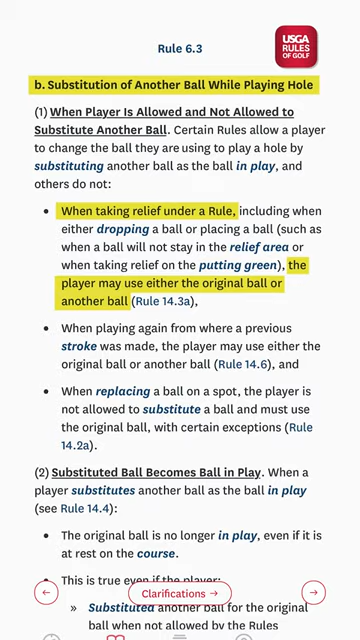 Rule 6.3
USGA
RULES
OF GOLF
b. Substitution of Another Ball While Playing Hole
(1) When Player Is Allowed and Not Allowed to
Substitute Another Ball. Certain Rules allow a player
to change the ball they are using to play a hole by
substituting another ball as the ball in play, and
others do not:
• When taking relief under a Rule, including when
either dropping a ball or placing a ball (such as
when a ball will not stay in the relief area or
when taking relief on the putting green), the
player may use either the original ball or
another ball (Rule 14.3a),
• When playing again from where a previous
stroke was made, the player may use either the
original ball or another ball (Rule 14.6), and
• When replacing a ball on a spot, the player is
not allowed to substitute a ball and must use
the original ball, with certain exceptions (Rule
14.2a).
(2) Substituted Ball Becomes Ball in Play. When a
player substitutes another ball as the ball in play
(see Rule 14.4):
• The original ball is no longer in play, even if it is
at rest on the course.
• This is true even if the player:
Clarifications →
» Substituted another ball for the original
ball when not allowed by the Rules